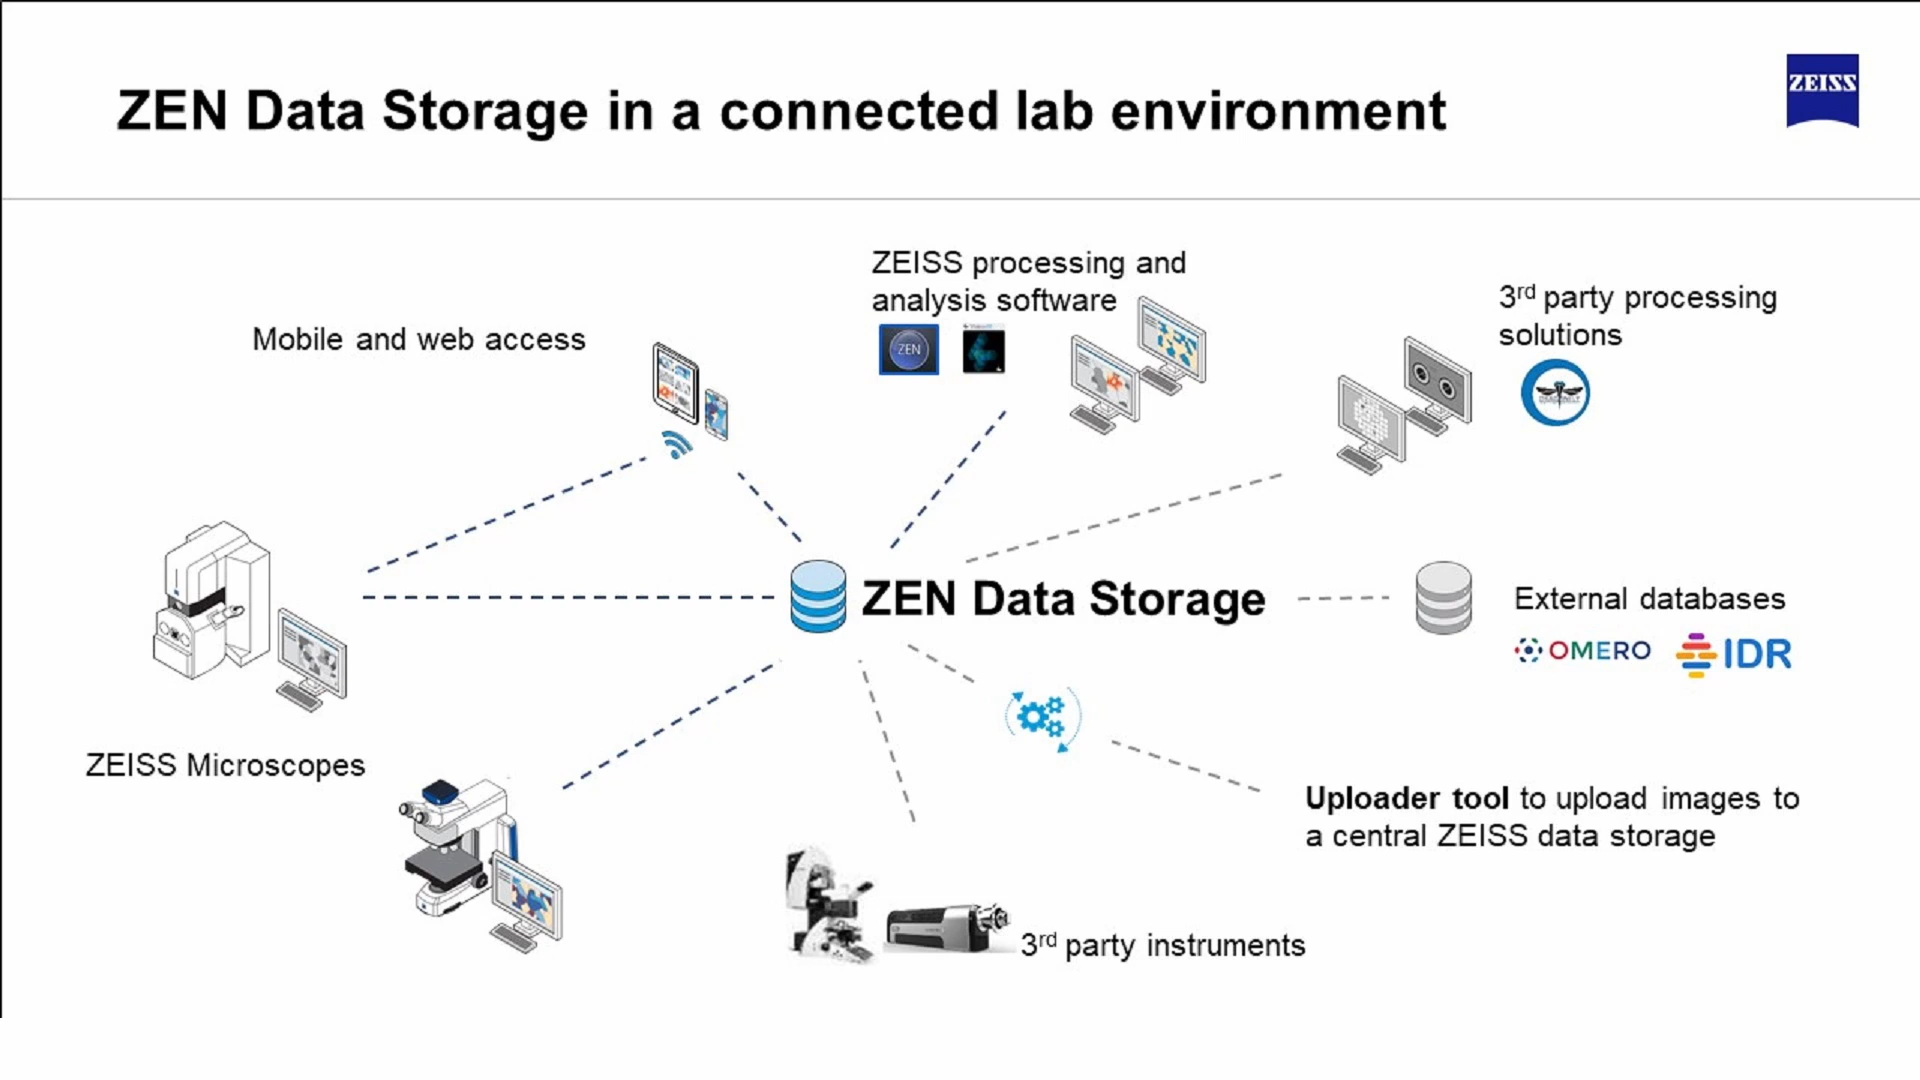 ZEN Data Storage in a connected lab environment
ZEISS
ZEISS processing and
analysis software
ZEN
Mobile and web access
3rd party processing
solutions
ZEN Data Storage
External databases
OMERO
IDR
ZEISS Microscopes
Uploader tool to upload images to
a central ZEISS data storage
3rd party instruments